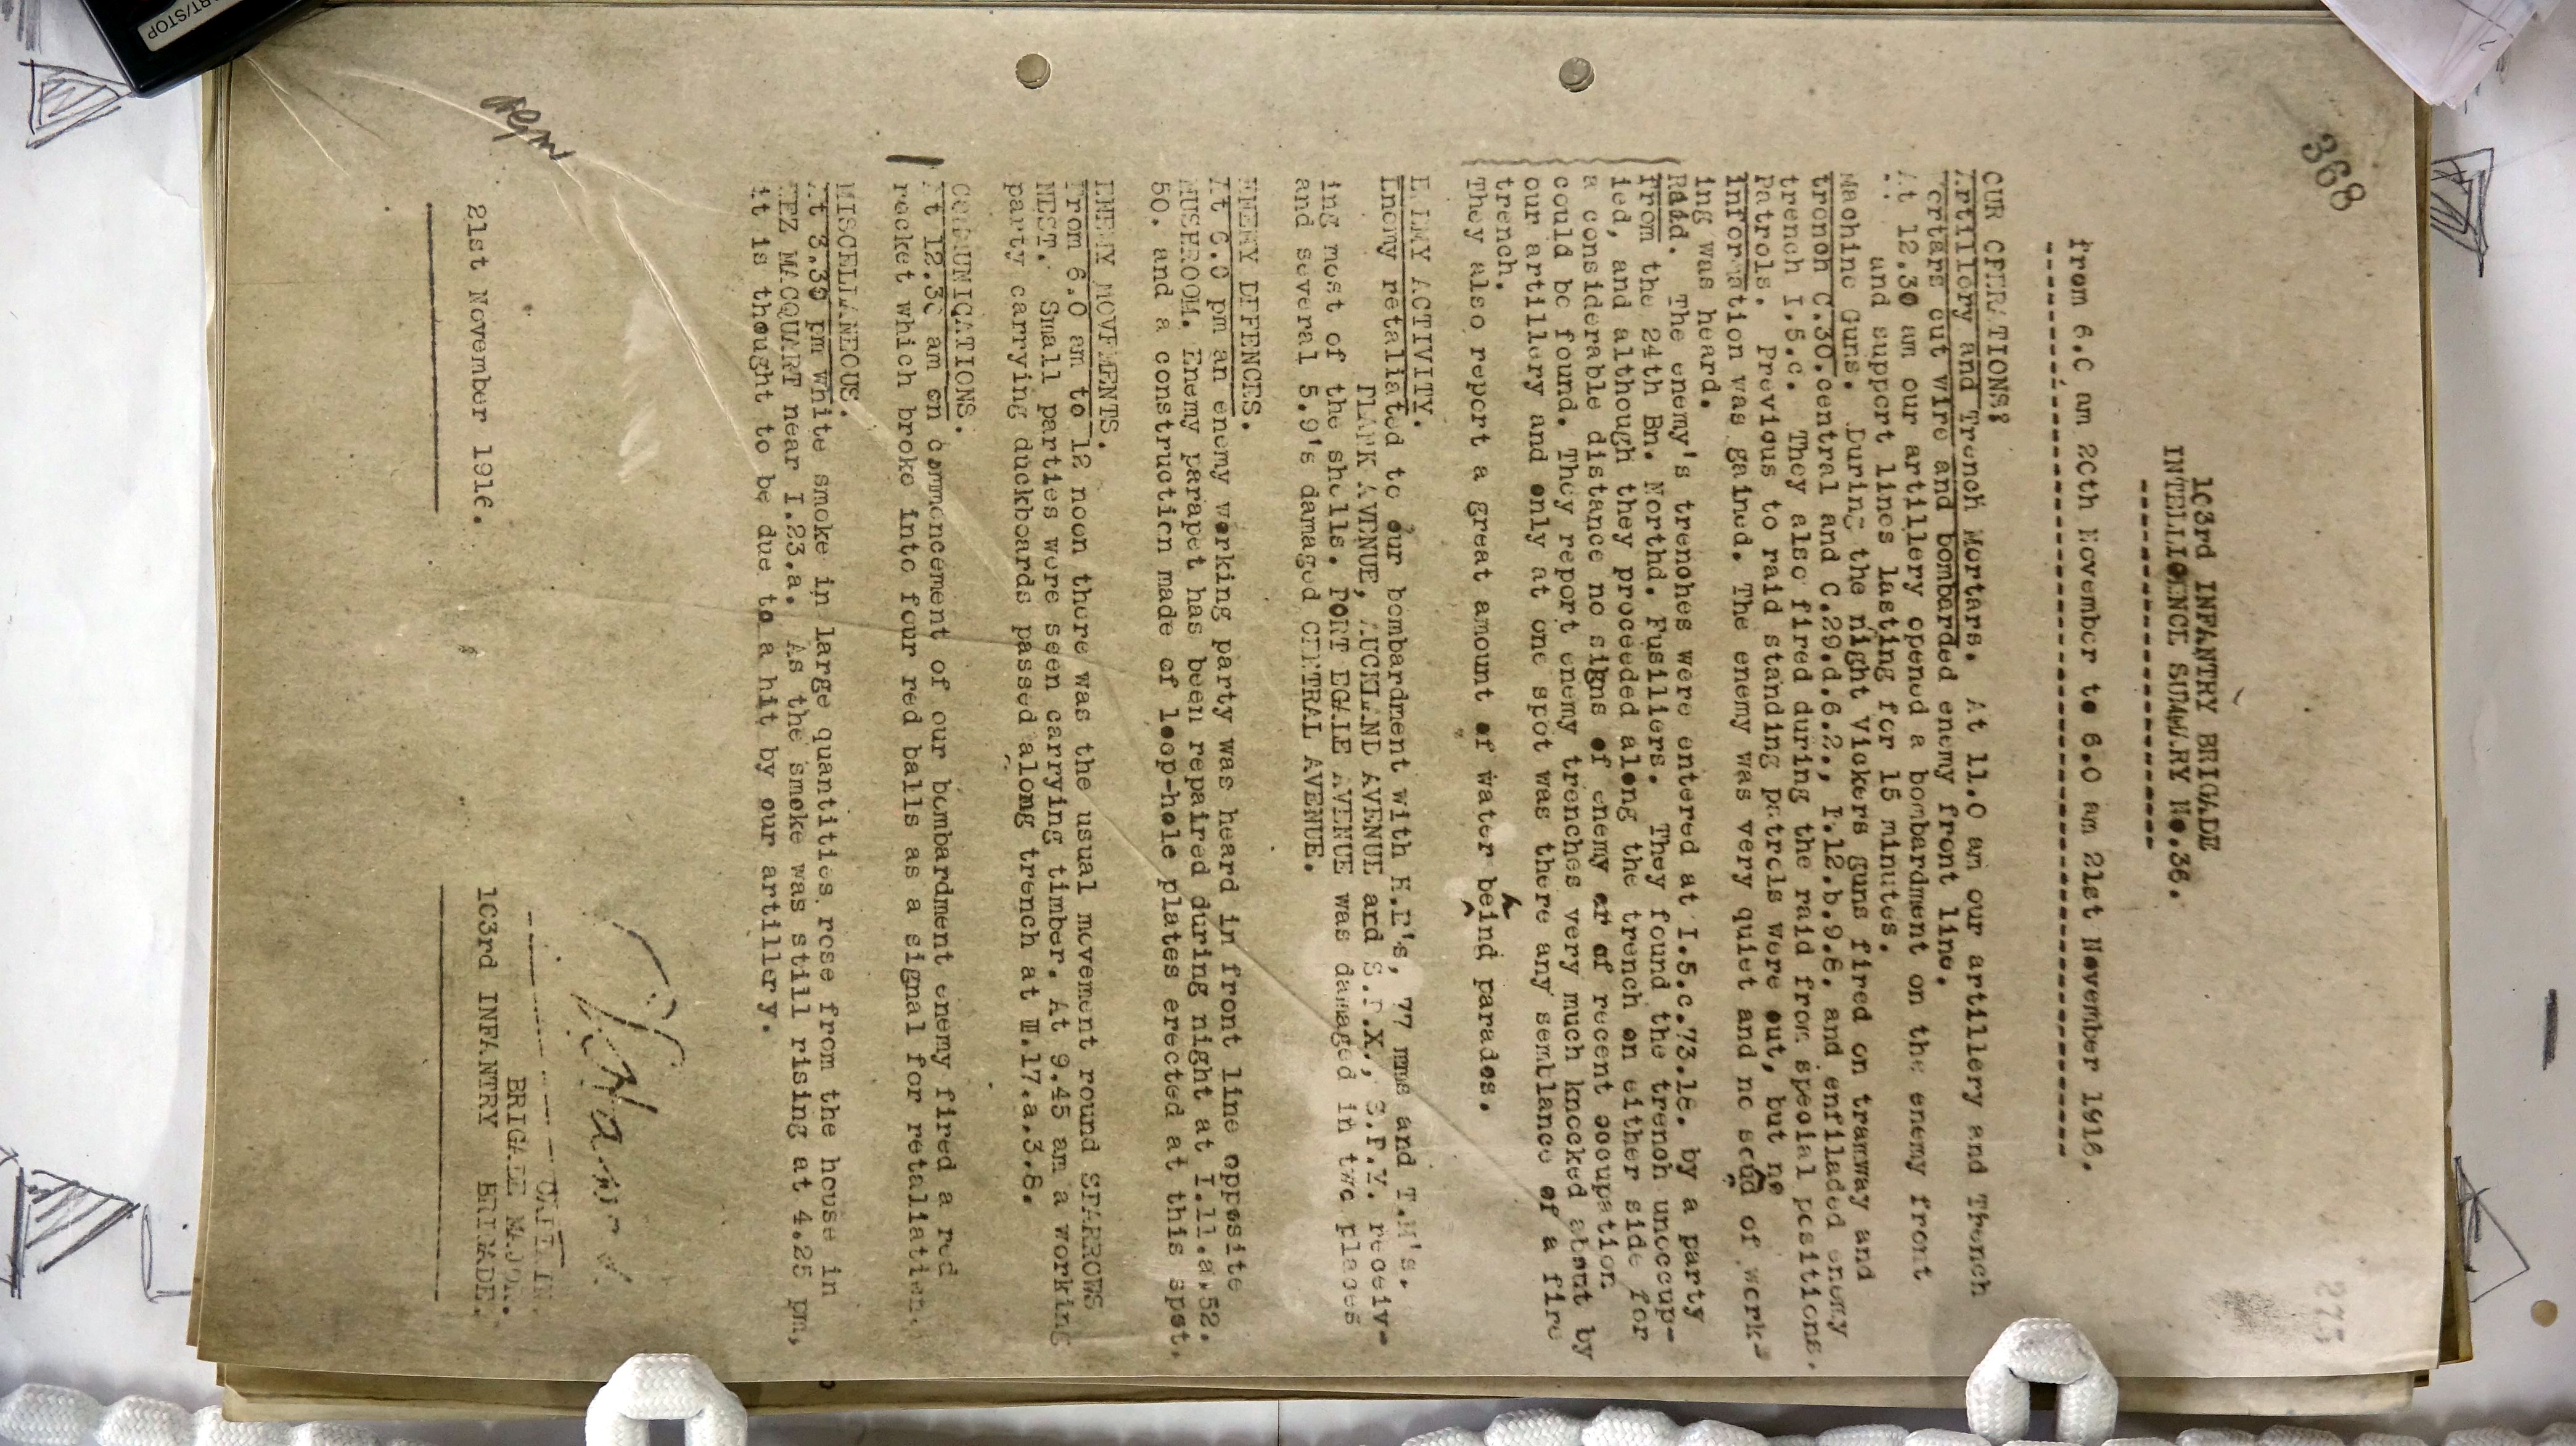 368
273
103rd INFANTRY BRIGADE
INTELLIGENCE SUMMARY No.36.
From 6.0 am 20th November to 6.0 am 21st November 1916.
OUR OPERATIONS:
Artillery and Trench Mortars. At 11.0 am our artillery and Trench
Mortars cut wire and bombarded enemy front line.
At 12.30 am our artillery opened a bombardment on the enemy front
and support lines lasting for 15 minutes.
Machine Guns. During the night Vickers guns fired on tramway and
trench C.30.central and C.29.d.6.2., I.12.b.9.8. and enfiladed enemy
trench I.5.c. They also fired during the raid from special positions.
Patrols. Previous to raid standing patrols were out, but no
information was gained. The enemy was very quiet and no sound of work-
ing was heard.
Raid. The enemy's trenches were entered at I.5.c.73.18. by a party
from the 24th Bn. Northd. Fusiliers. They found the trench unoccup-
ied, and although they proceeded along the trench on either side for
a considerable distance no signs of enemy or of recent occupation
could be found. They report enemy trenches very much knocked about by
our artillery and only at one spot was there any semblance of a fire
trench.
They also report a great amount of water behind parades.
ENEMY ACTIVITY.
Enemy retaliated to our bombardment with H.E's, 77 mms and T.M's.
PLANK AVENUE, AUCKLAND AVENUE and S.P.X., S.P.Y. receiv-
ing most of the shells. PORT EGALE AVENUE was damaged in two places
and several 5.9's damaged CENTRAL AVENUE.
ENEMY DEFENCES.
At 6.0 pm an enemy working party was heard in front line opposite
MUSHROOM. Enemy parapet has been repaired during night at I.11.a.52.
50. and a construction made of loop-hole plates erected at this spot.
ENEMY MOVEMENTS.
From 6.0 am to 12 noon there was the usual movement round SPARROWS
NEST. Small parties were seen carrying timber. At 9.45 am a working
party carrying duckboards passed along trench at I.17.a.3.8.
COMMUNICATIONS.
At 12.30 am on commencement of our bombardment enemy fired a red
rocket which broke into four red balls as a signal for retaliation.
MISCELLANEOUS.
At 3.30 pm white smoke in large quantities rose from the house in
WEZ MACQUART near I.23.a. As the smoke was still rising at 4.25 pm,
it is thought to be due to a hit by our artillery.
CAPTAIN.
BRIGADE MAJOR.
21st November 1916. 103rd INFANTRY BRIGADE.
RT/STOP